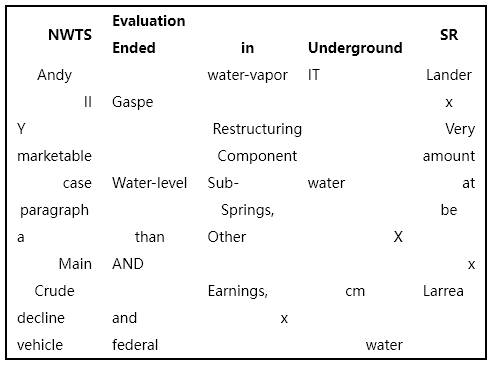 NWTS Evaluation Ended in Underground SR
Andy water-vapor IT Lander
II Gaspe x
Y Restructuring Very
marketable Component amount
case Water-level Sub- water at
paragraph Springs, be
a than Other X
Main AND x
Crude Earnings, cm Larrea
decline and x
vehicle federal water